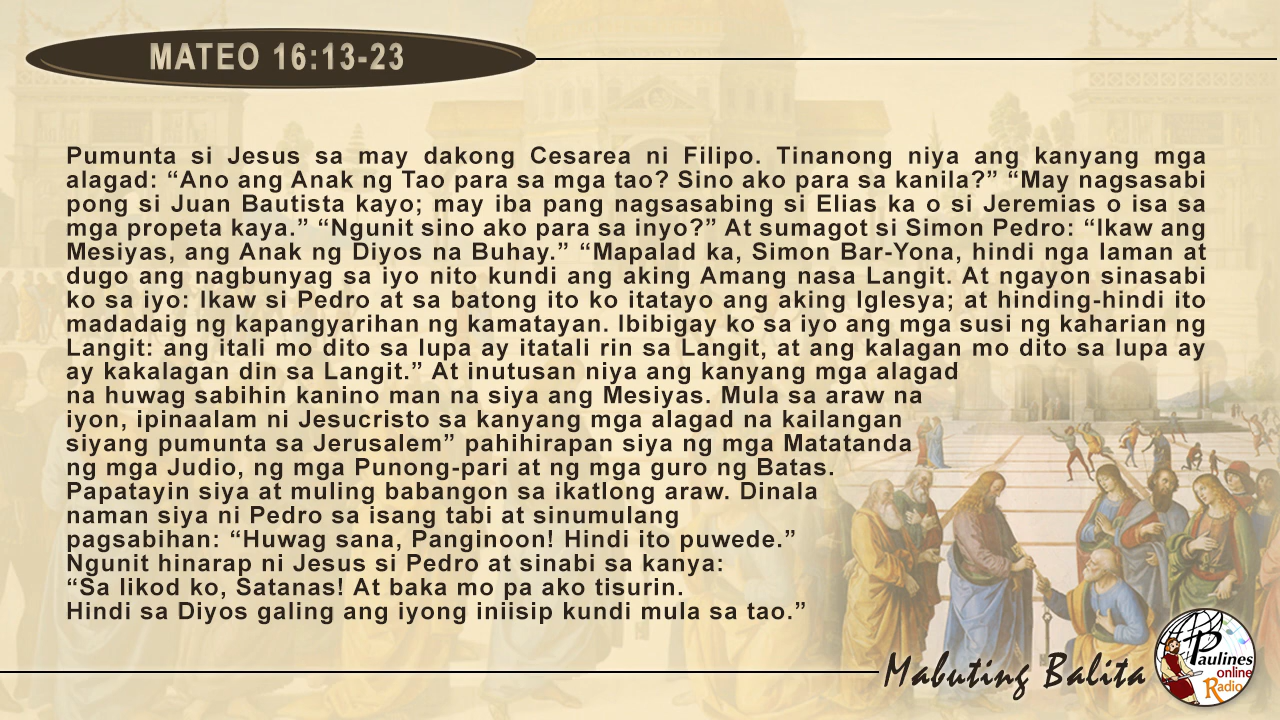 MATEO 16:13-23
Pumunta si Jesus sa may dakong Cesarea ni Filipo. Tinanong niya ang kanyang mga
alagad: “Ano ang Anak ng Tao para sa mga tao? Sino ako para sa kanila?” “May nagsasabi
pong si Juan Bautista kayo; may iba pang nagsasabing si Elias ka o si Jeremias o isa sa
mga propeta kaya.” “Ngunit sino ako para sa inyo?” At sumagot si Simon Pedro: “Ikaw ang
Mesiyas, ang Anak ng Diyos na Buhay.” “Mapalad ka, Simon Bar-Yona, hindi nga laman at
dugo ang nagbunyag sa iyo nito kundi ang aking Amang nasa Langit. At ngayon sinasabi
ko sa iyo: Ikaw si Pedro at sa batong ito ko itatayo ang aking Iglesya; at hinding-hindi ito
madadaig ng kapangyarihan ng kamatayan. Ibibigay ko sa iyo ang mga susi ng kaharian ng
Langit: ang itali mo dito sa lupa ay itatali rin sa Langit, at ang kalagan mo dito sa lupa ay
ay kakalagan din sa Langit.” At inutusan niya ang kanyang mga alagad
na huwag sabihin kanino man na siya ang Mesiyas. Mula sa araw na
iyon, ipinaalam ni Jesucristo sa kanyang mga alagad na kailangan
siyang pumunta sa Jerusalem” pahihirapan siya ng mga Matatanda
ng mga Judio, ng mga Punong-pari at ng mga guro ng Batas.
Papatayin siya at muling babangon sa ikatlong araw. Dinala
naman siya ni Pedro sa isang tabi at sinumulang
pagsabihan: “Huwag sana, Panginoon! Hindi ito puwede.”
Ngunit hinarap ni Jesus si Pedro at sinabi sa kanya:
“Sa likod ko, Satanas! At baka mo pa ako tisurin.
Hindi sa Diyos galing ang iyong iniisip kundi mula sa tao.”
Mabuting Balita
Paulines
online
Radio